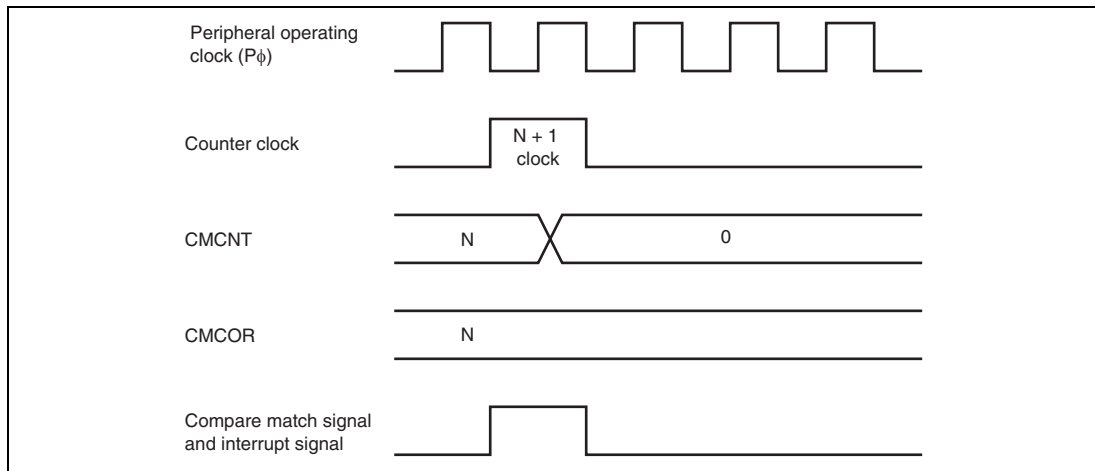 Peripheral operating
clock (Pϕ)
Counter clock
N + 1
clock
CMCNT
N
0
CMCOR
N
Compare match signal
and interrupt signal